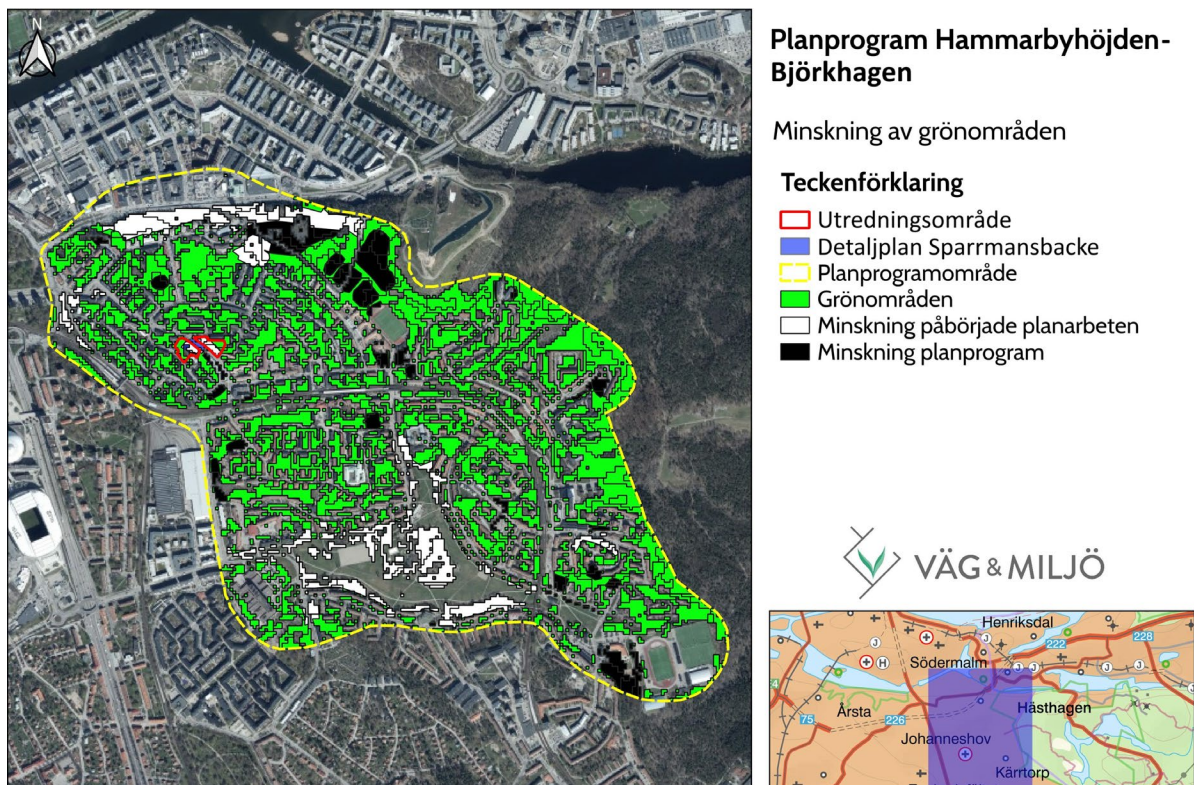 N
Planprogram Hammarbyhöjden-
Björkhagen
Minskning av grönområden
Teckenförklaring
Utredningsområde
Detaljplan Sparrmansbacke
Planprogramområde
Grönområden
Minskning påbörjade planarbeten
Minskning planprogram
VÄG & MILJÖ
Henriksdal
J
228
222
J
Södermalm
H
J J
J
J
Årsta
Hästhagen
75
226
Johanneshov
Kärrtorp